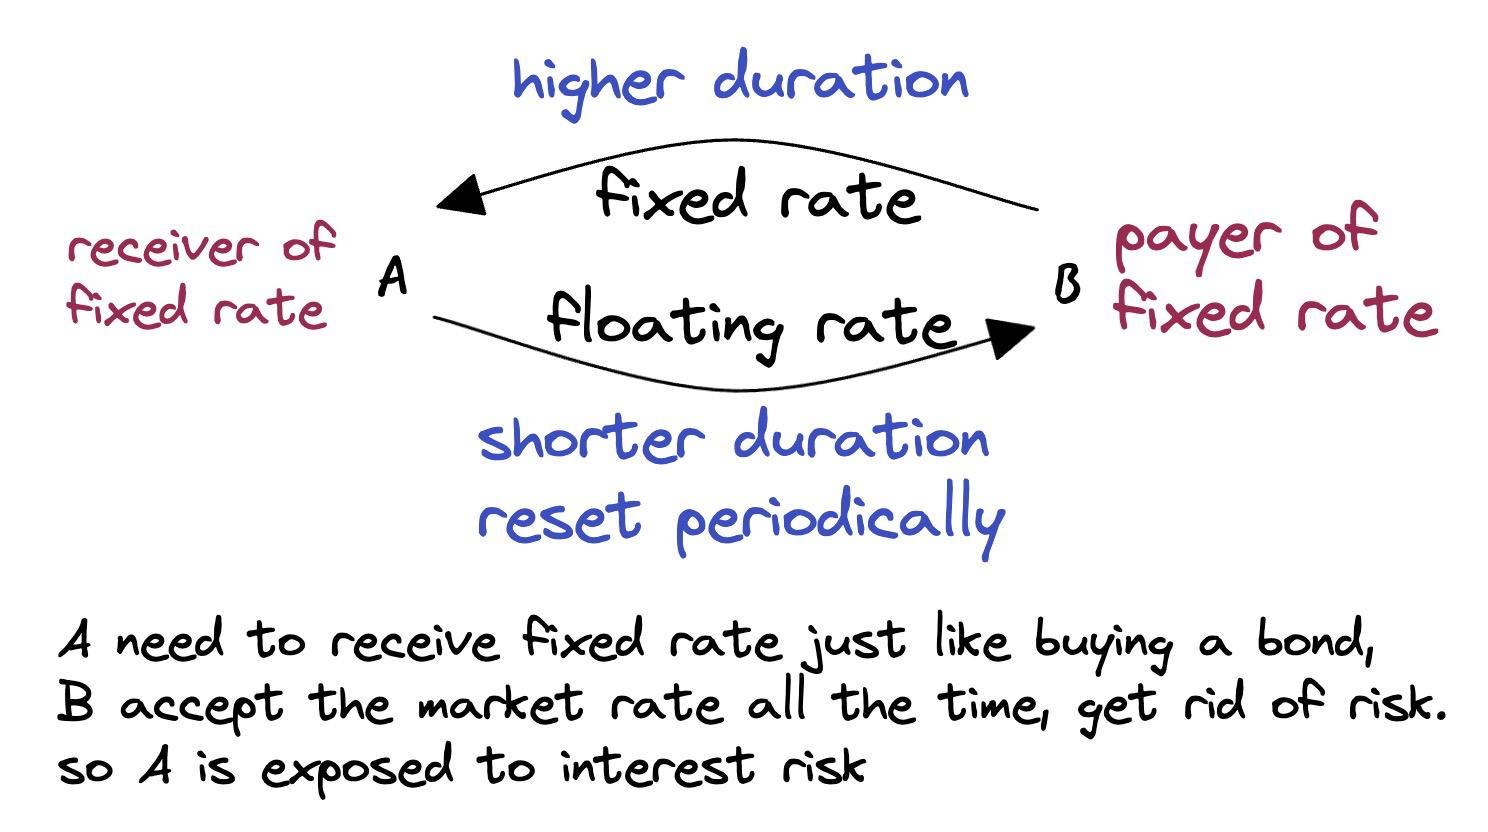 higher duration
fixed rate
receiver of
fixed rate
A
B
payer of
fixed rate
floating rate
shorter duration
reset periodically
A need to receive fixed rate just like buying a bond,
B accept the market rate all the time, get rid of risk.
so A is exposed to interest risk